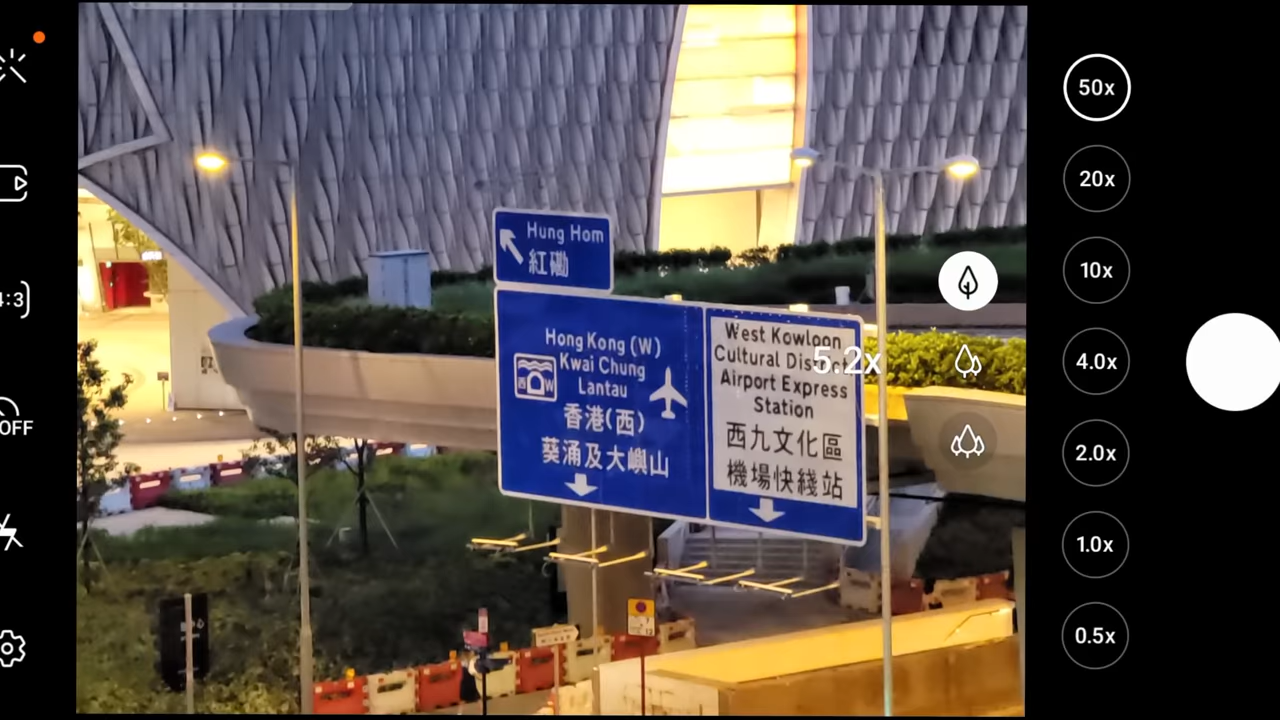 Hung Hom
紅磡
Hong Kong (W)
Kwai Chung
Lantau
西 W
香港(西)
葵涌及大嶼山
West Kowloon
Cultural District
Airport Express
Station
西九文化區
機場快綫站
5.2x
50x
20x
10x
4.0x
2.0x
1.0x
0.5x
4:3
OFF